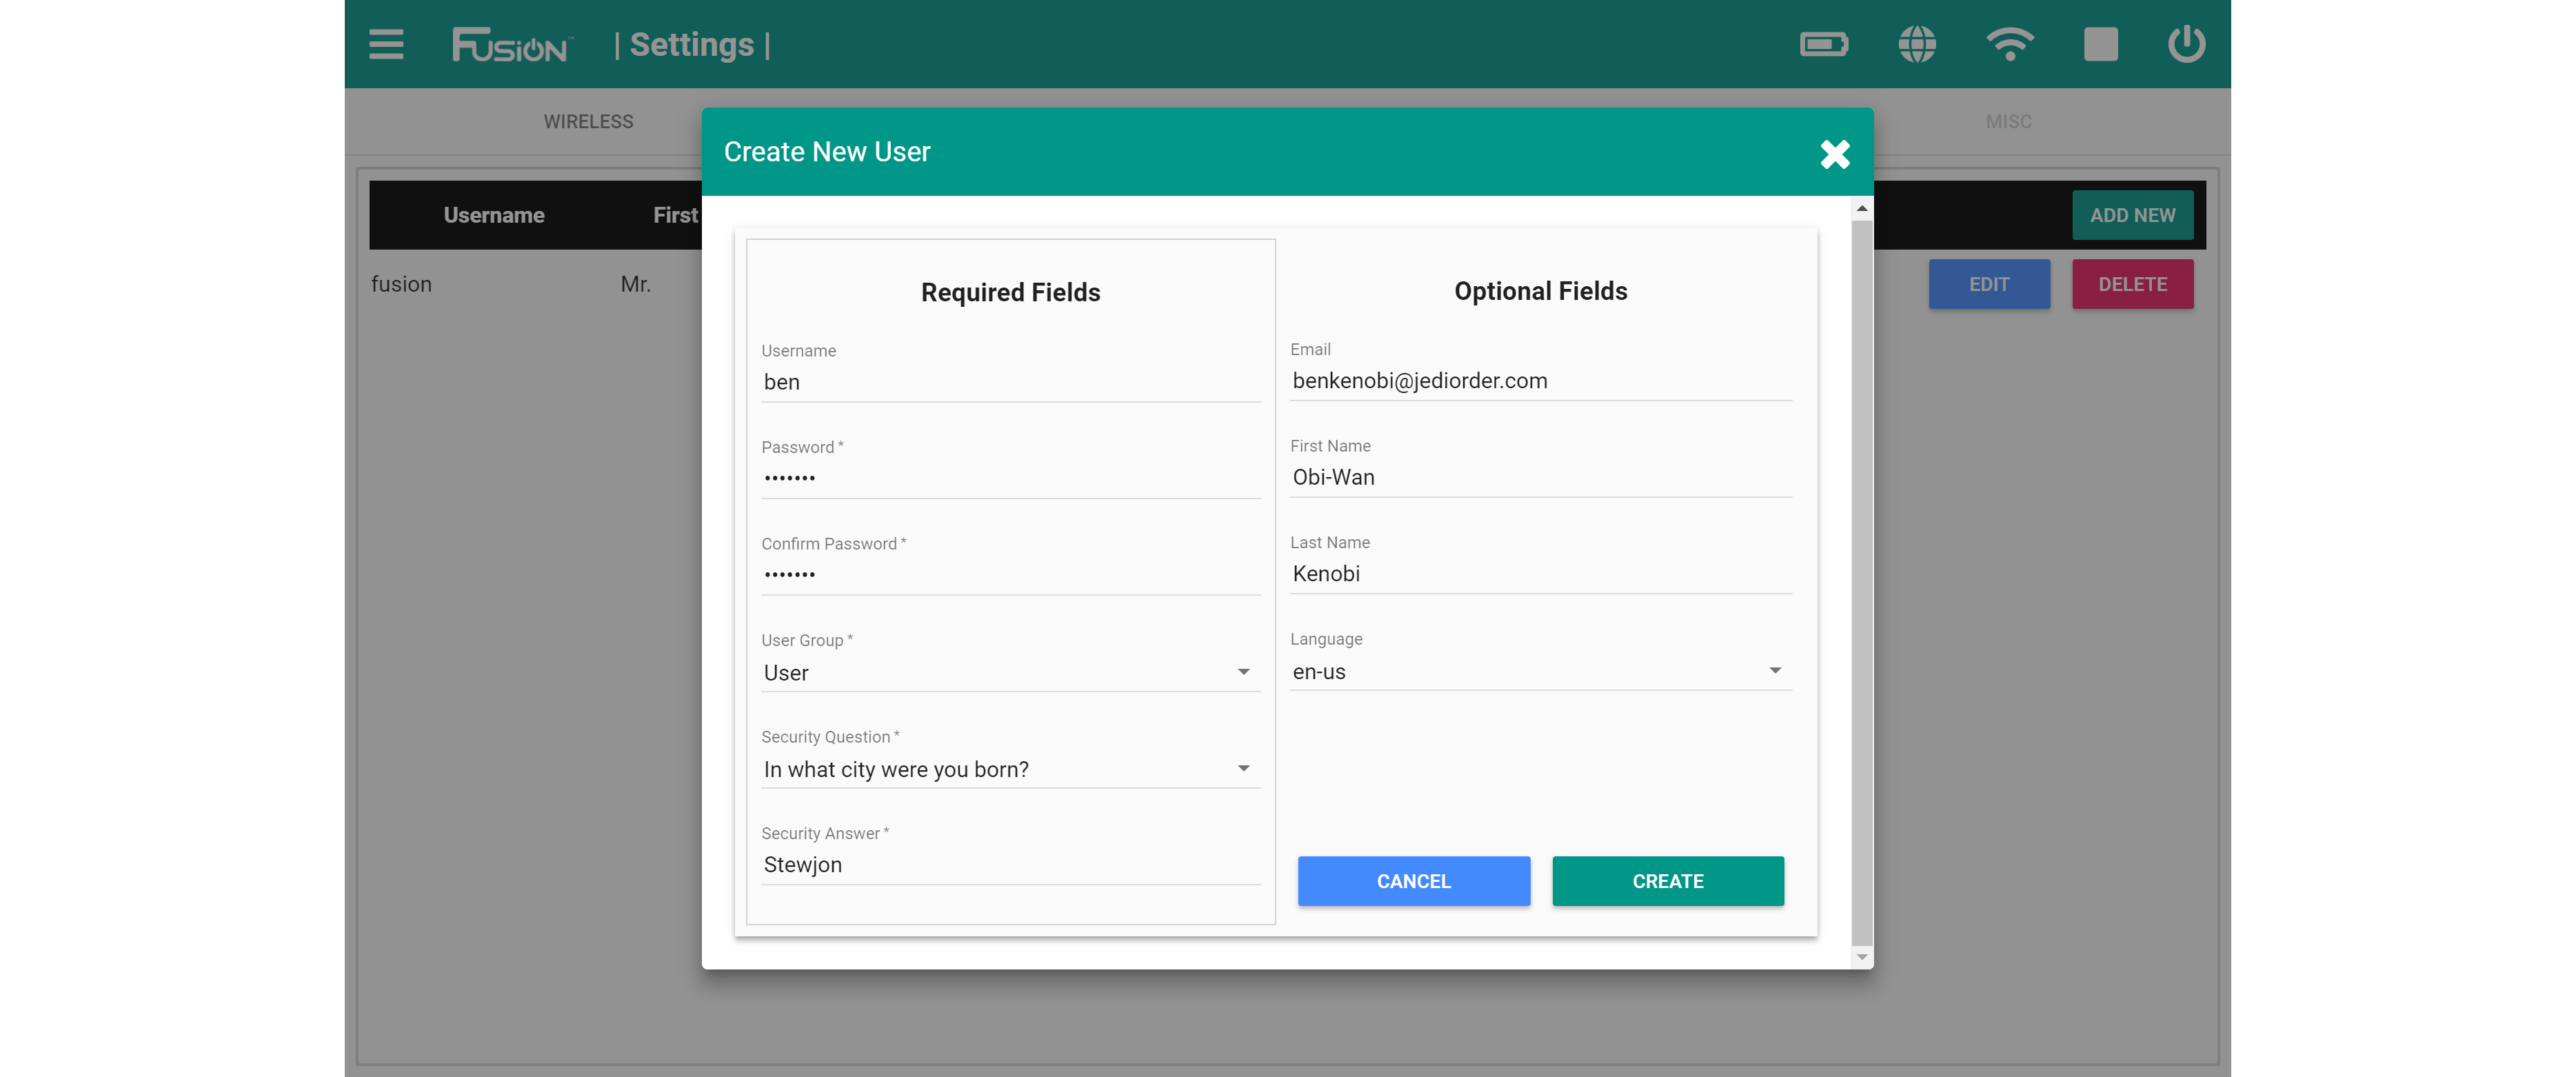 FUSiON™ | Settings |
WIRELESS
MISC
Username First
ADD NEW
fusion Mr.
EDIT DELETE
Create New User
Required Fields
Username
ben
Password *
•••••••
Confirm Password *
•••••••
User Group *
User
Security Question *
In what city were you born?
Security Answer *
Stewjon
Optional Fields
Email
benkenobi@jediorder.com
First Name
Obi-Wan
Last Name
Kenobi
Language
en-us
CANCEL CREATE